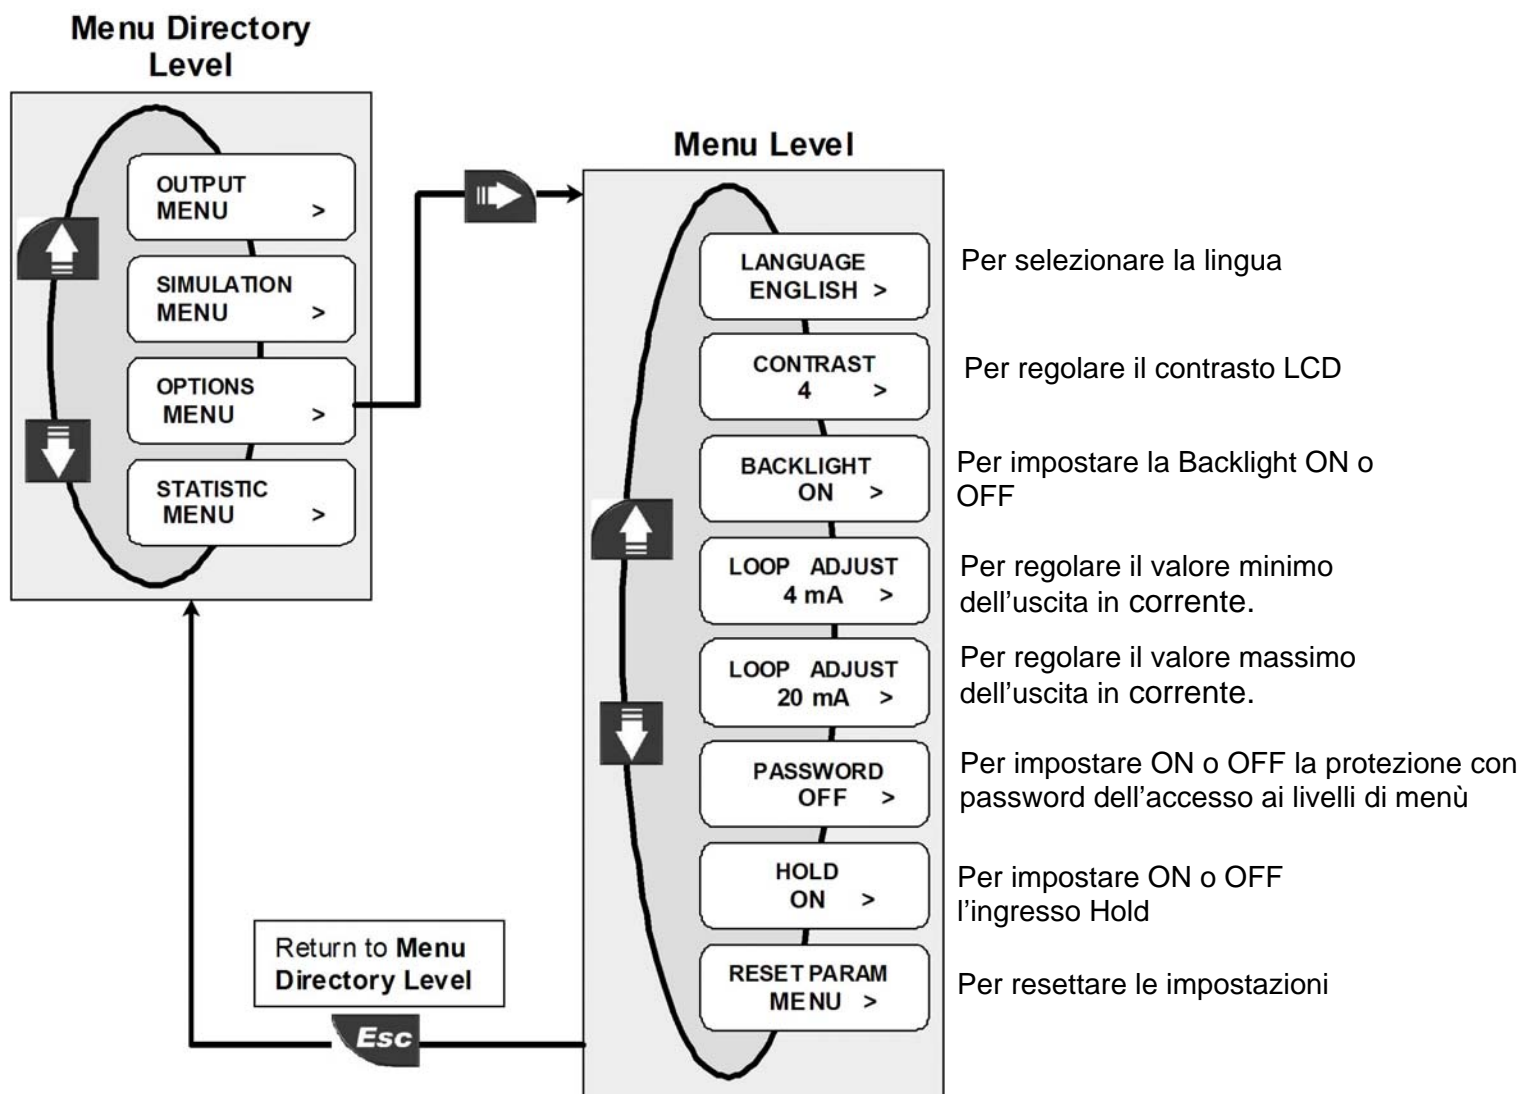 Menu Directory
Level
OUTPUT
MENU >
SIMULATION
MENU >
OPTIONS
MENU >
STATISTIC
MENU >
Menu Level
LANGUAGE
ENGLISH >
Per selezionare la lingua
CONTRAST
4 >
Per regolare il contrasto LCD
BACKLIGHT
ON >
Per impostare la Backlight ON o
OFF
LOOP ADJUST
4 mA >
Per regolare il valore minimo
dell’uscita in corrente.
LOOP ADJUST
20 mA >
Per regolare il valore massimo
dell’uscita in corrente.
PASSWORD
OFF >
Per impostare ON o OFF la protezione con
password dell’accesso ai livelli di menù
HOLD
ON >
Per impostare ON o OFF
l’ingresso Hold
RESET PARAM
MENU >
Per resettare le impostazioni
Return to Menu
Directory Level
Esc